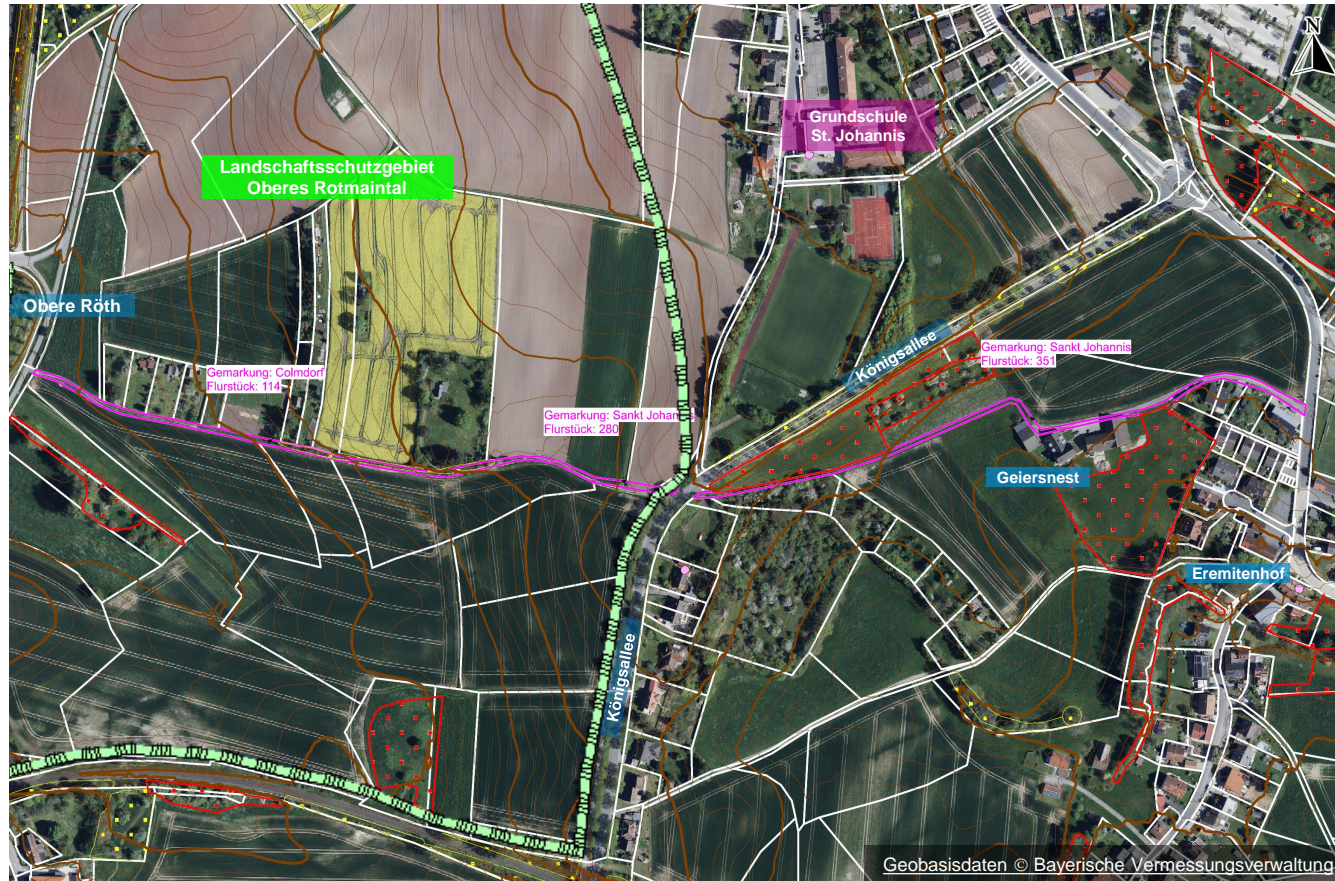 N
Grundschule
St. Johannis
Landschaftsschutzgebiet
Oberes Rotmaintal
Obere Röth
Königsallee
Gemarkung: Sankt Johannis
Flurstück: 351
Gemarkung: Colmdorf
Flurstück: 114
Gemarkung: Sankt Johannis
Flurstück: 280
Geiersnest
Eremitenhof
Königsallee
Geobasisdaten © Bayerische Vermessungsverwaltung